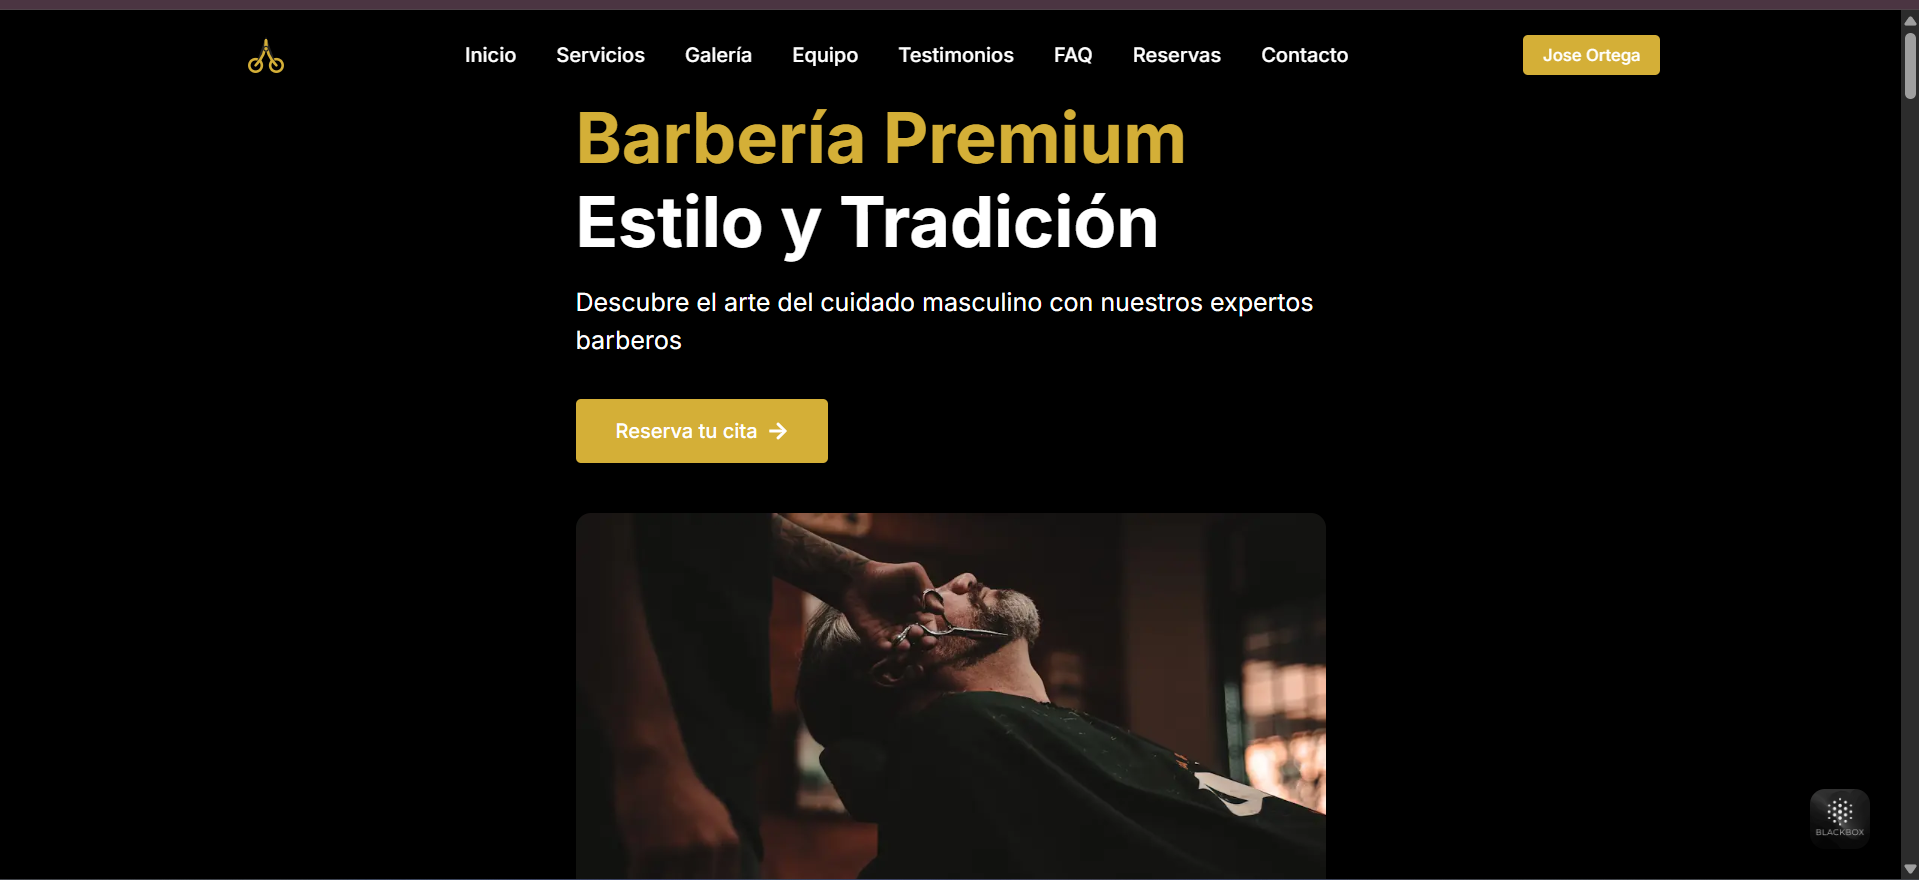 Inicio Servicios Galería Equipo Testimonios FAQ Reservas Contacto Jose Ortega
Barbería Premium
Estilo y Tradición
Descubre el arte del cuidado masculino con nuestros expertos
barberos
Reserva tu cita
BLACKBOX